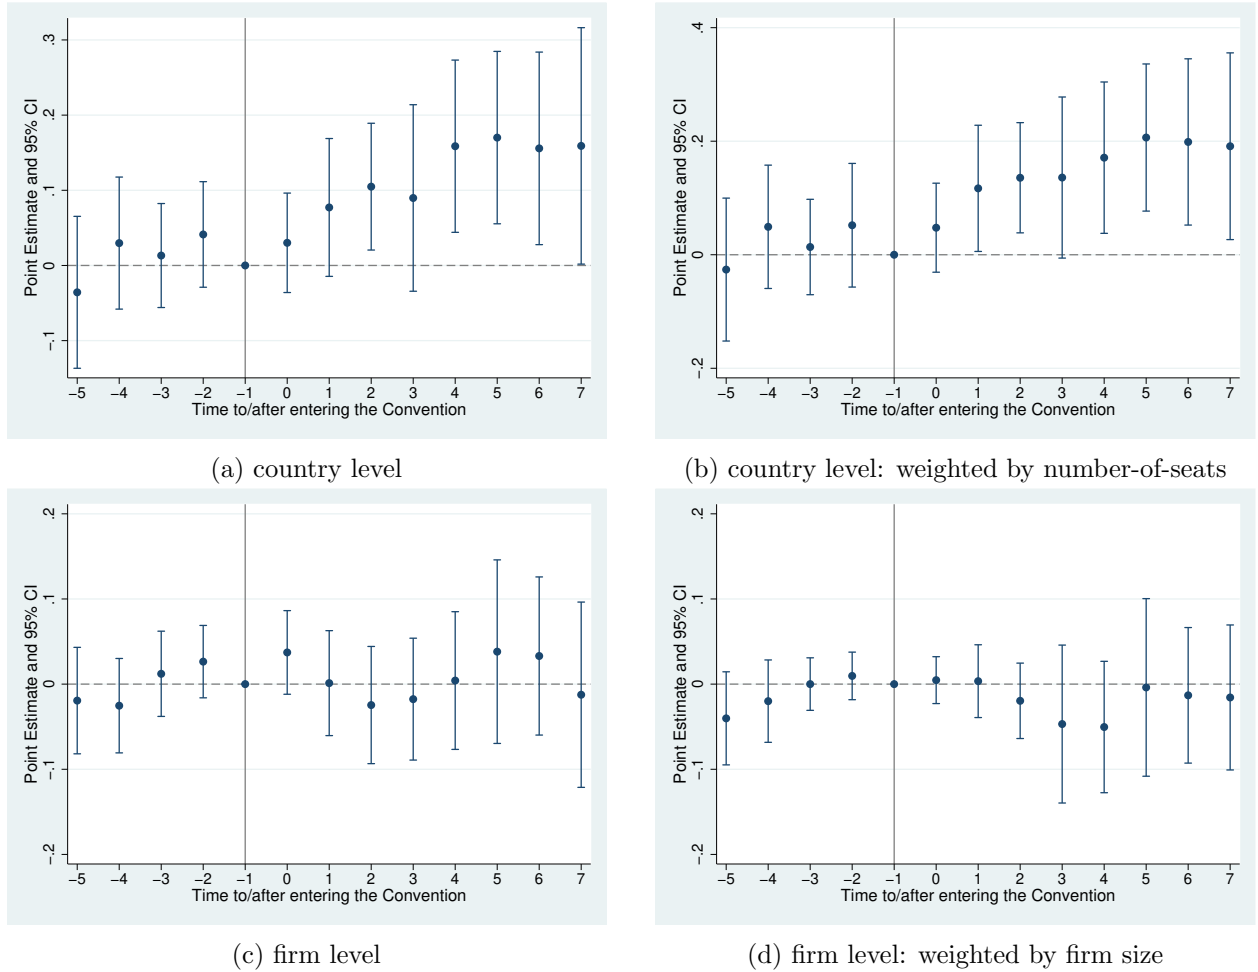 Point Estimate and 95% CI
.3
.2
.1
0
−.1
−5 −4 −3 −2 −1 0 1 2 3 4 5 6 7
Time to/after entering the Convention
(a) country level
Point Estimate and 95% CI
.4
.2
0
−.2
−5 −4 −3 −2 −1 0 1 2 3 4 5 6 7
Time to/after entering the Convention
(b) country level: weighted by number-of-seats
Point Estimate and 95% CI
.2
.1
0
−.1
−.2
−5 −4 −3 −2 −1 0 1 2 3 4 5 6 7
Time to/after entering the Convention
(c) firm level
Point Estimate and 95% CI
.2
.1
0
−.1
−.2
−5 −4 −3 −2 −1 0 1 2 3 4 5 6 7
Time to/after entering the Convention
(d) firm level: weighted by firm size